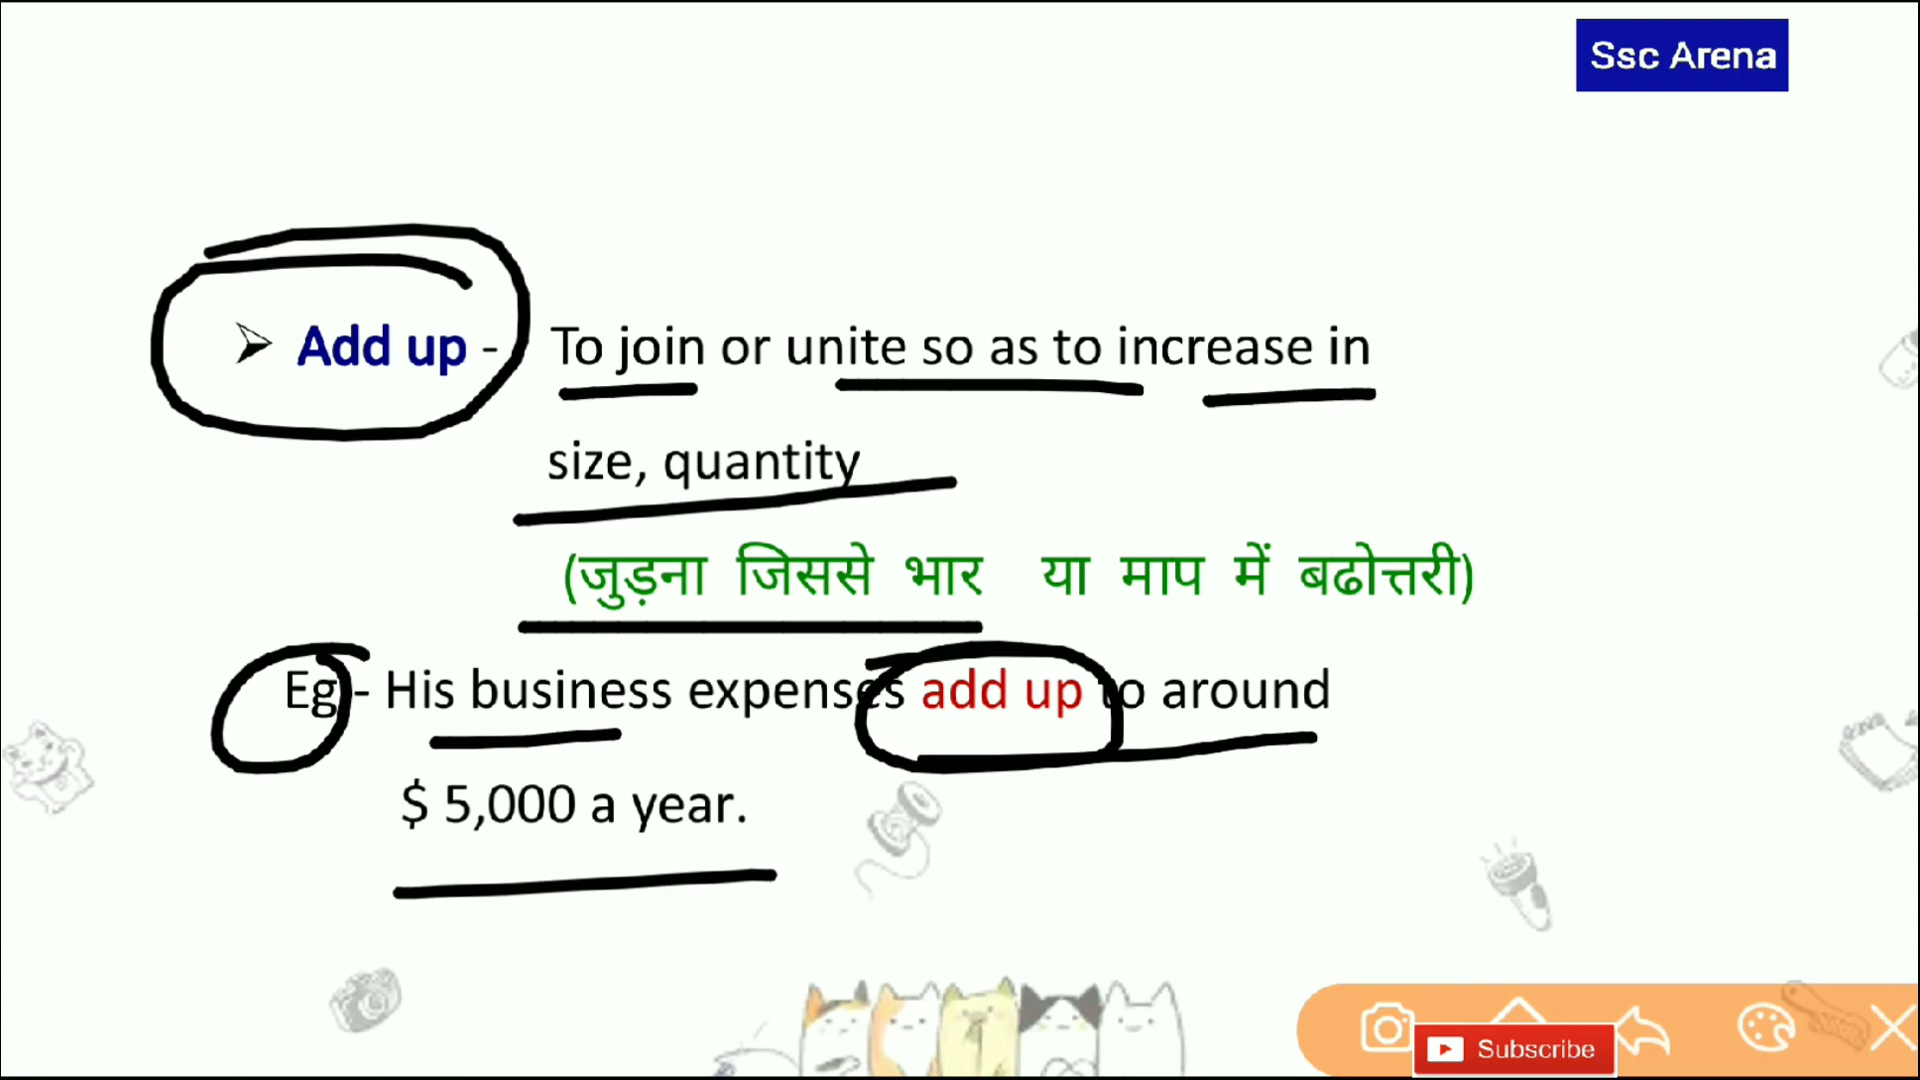 Ssc Arena
➢ Add up - To join or unite so as to increase in
size, quantity
(जुड़ना जिससे भार या माप में बढोत्तरी)
Eg - His business expenses add up to around
$ 5,000 a year.
Subscribe